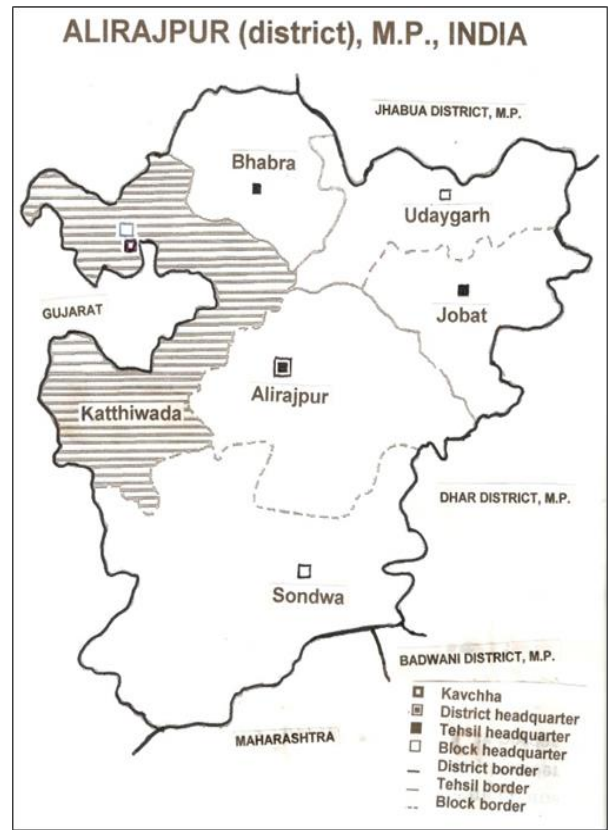 ALIRAJPUR (district), M.P., INDIA
JHABUA DISTRICT, M.P.
Bhabra
Udaygarh
GUJARAT
Jobat
Alirajpur
Katthiwada
DHAR DISTRICT, M.P.
Sondwa
BADWANI DISTRICT, M.P.
MAHARASHTRA
Kavchha
District headquarter
Tehsil headquarter
Block headquarter
District border
Tehsil border
Block border